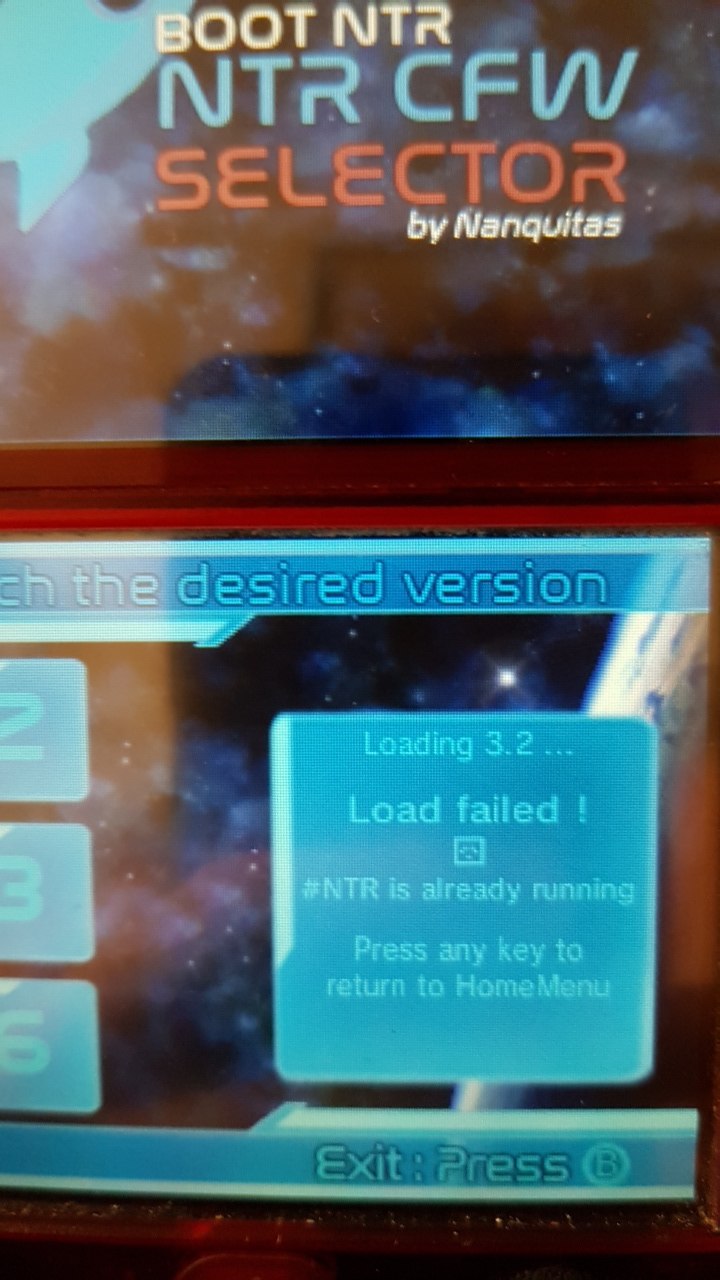 BOOT NTR
NTR CFW
SELECTOR
by Nanquitas
ch the desired version
2
3
6
Loading 3.2 ...
Load failed !
#NTR is already running
Press any key to
return to HomeMenu
Exit : Press B